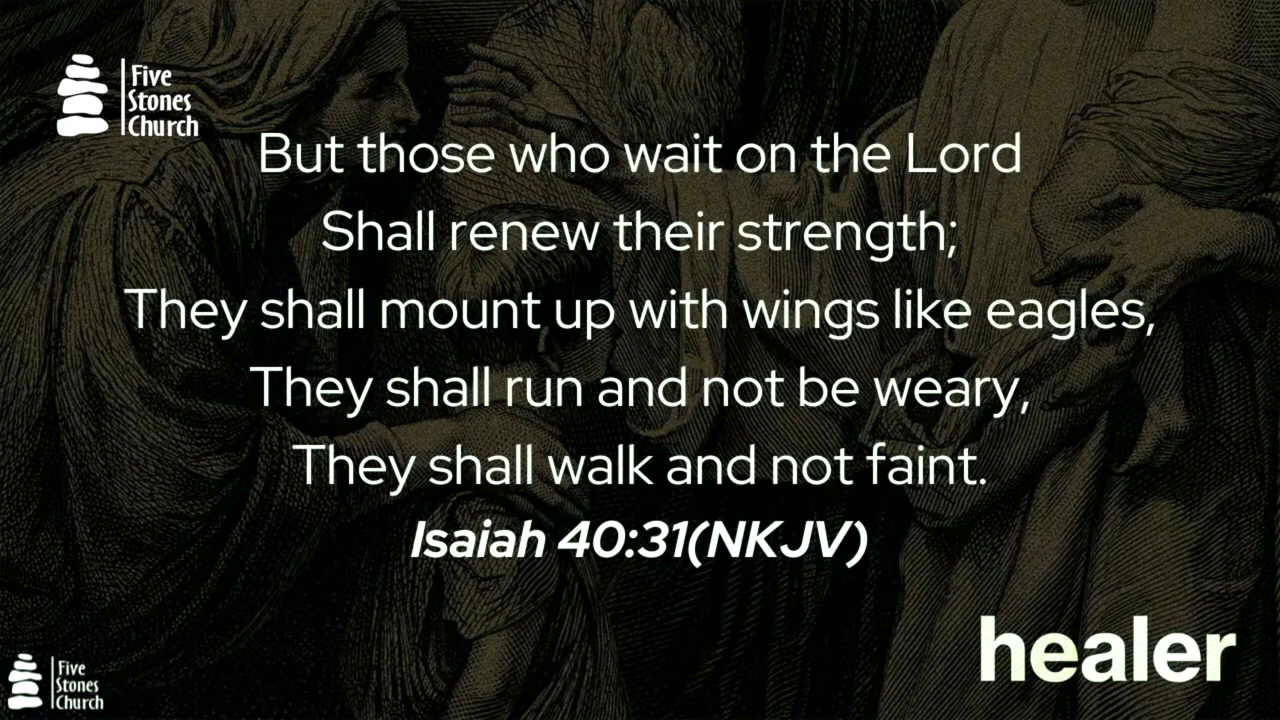 Five
Stones
Church
But those who wait on the Lord
Shall renew their strength;
They shall mount up with wings like eagles,
They shall run and not be weary,
They shall walk and not faint.
Isaiah 40:31(NKJV)
healer
Five
Stones
Church